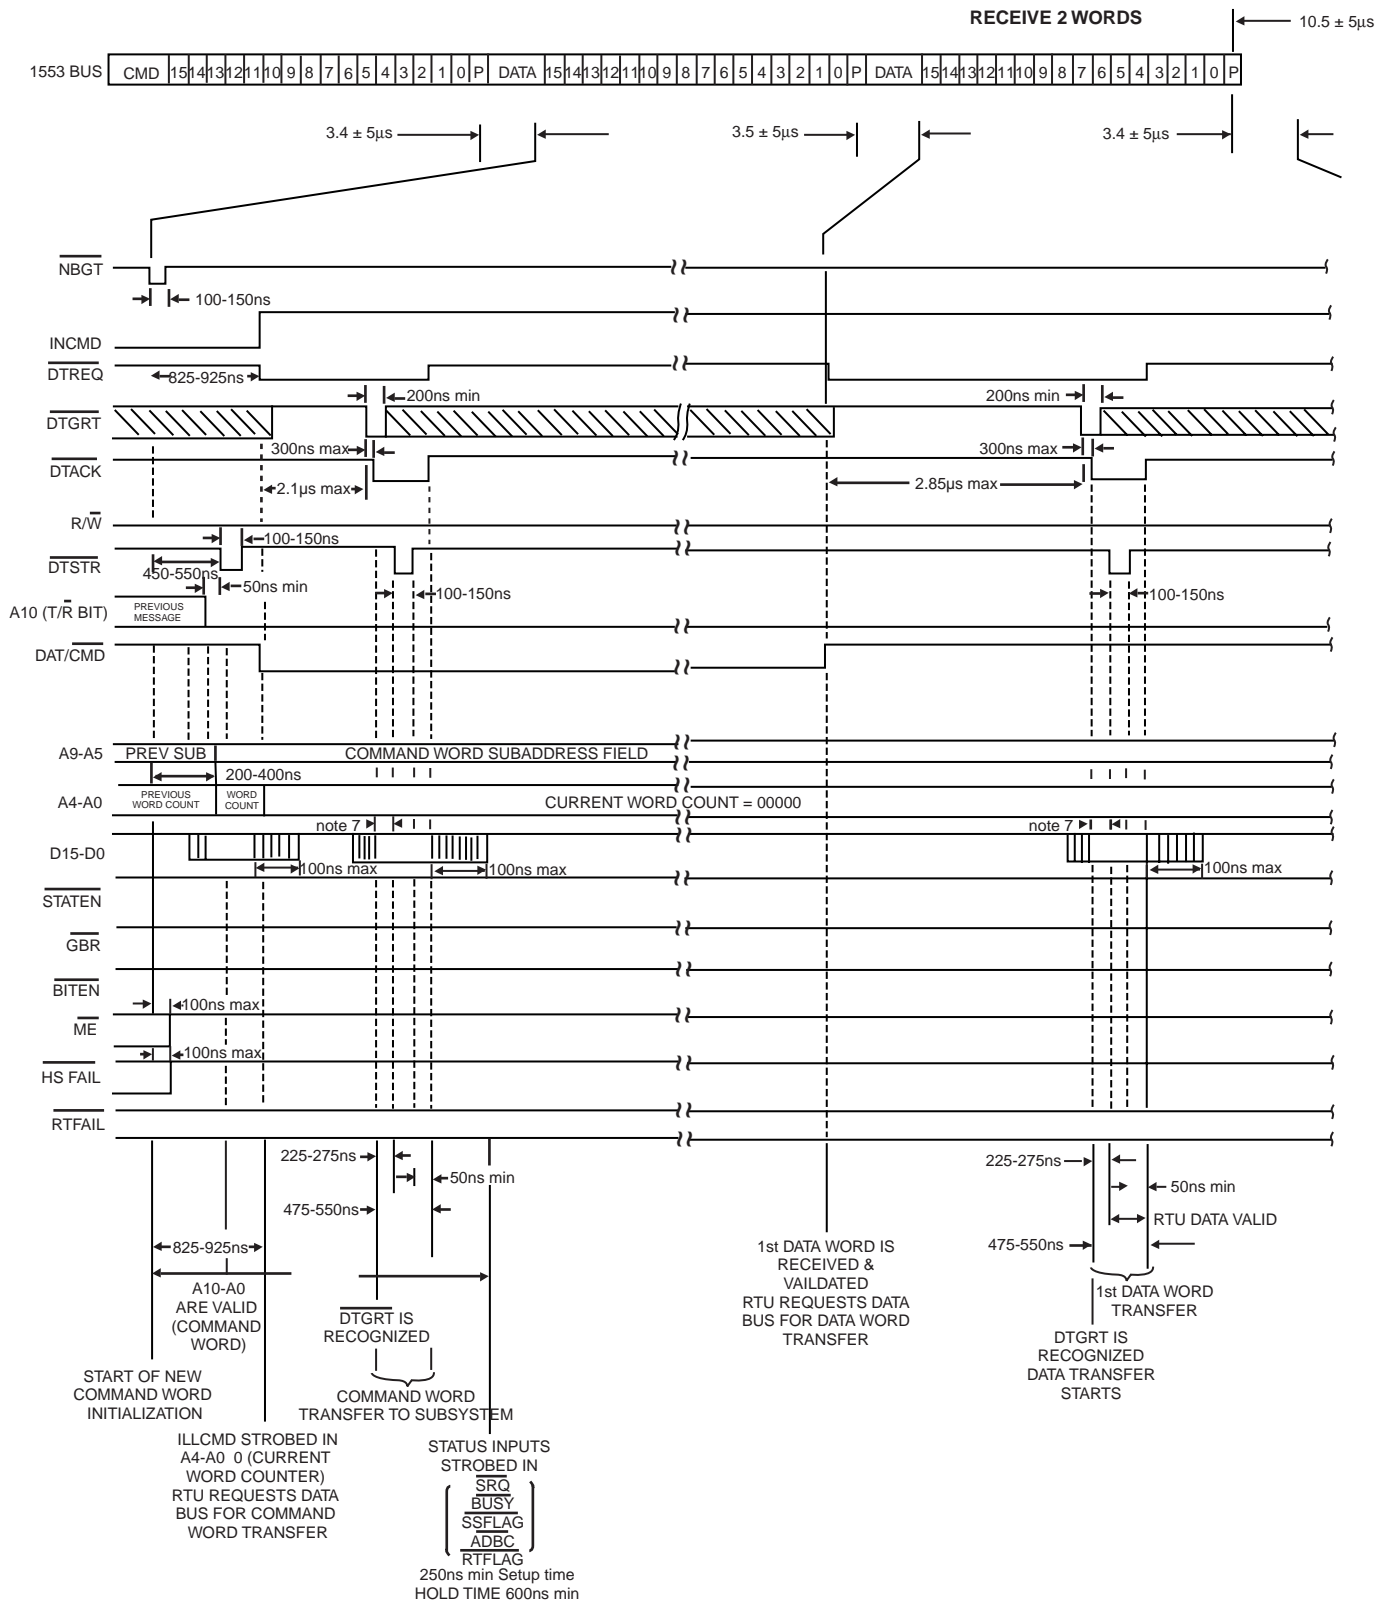 RECEIVE 2 WORDS
10.5 ± 5µs
1553 BUS CMD 15 14 13 12 11 10 9 8 7 6 5 4 3 2 1 0 P DATA 15 14 13 12 11 10 9 8 7 6 5 4 3 2 1 0 P DATA 15 14 13 12 11 10 9 8 7 6 5 4 3 2 1 0 P
3.4 ± 5µs 3.5 ± 5µs 3.4 ± 5µs
NBGT
100-150ns
INCMD
DTREQ
825-925ns
200ns min 200ns min
DTGRT
300ns max 300ns max
DTACK
2.1µs max 2.85µs max
R/W
100-150ns
DTSTR
450-550ns
50ns min
100-150ns 100-150ns
A10 (T/R BIT)
PREVIOUS
MESSAGE
DAT/CMD
A9-A5 PREV SUB COMMAND WORD SUBADDRESS FIELD
200-400ns
A4-A0
PREVIOUS
WORD COUNT
WORD
COUNT
CURRENT WORD COUNT = 00000
note 7 note 7
D15-D0
100ns max 100ns max 100ns max
STATEN
GBR
BITEN
100ns max
ME
100ns max
HS FAIL
RTFAIL
225-275ns 225-275ns
50ns min 50ns min
475-550ns
RTU DATA VALID
825-925ns
475-550ns
A10-A0
ARE VALID
(COMMAND
WORD)
DTGRT IS
RECOGNIZED
1st DATA WORD IS
RECEIVED &
VAILDATED
RTU REQUESTS DATA
BUS FOR DATA WORD
TRANSFER
1st DATA WORD
TRANSFER
DTGRT IS
RECOGNIZED
DATA TRANSFER
STARTS
START OF NEW
COMMAND WORD
INITIALIZATION
COMMAND WORD
TRANSFER TO SUBSYSTEM
ILLCMD STROBED IN
A4-A0 0 (CURRENT
WORD COUNTER)
RTU REQUESTS DATA
BUS FOR COMMAND
WORD TRANSFER
STATUS INPUTS
STROBED IN
SRQ
BUSY
SSFLAG
ADBC
RTFLAG
250ns min Setup time
HOLD TIME 600ns min